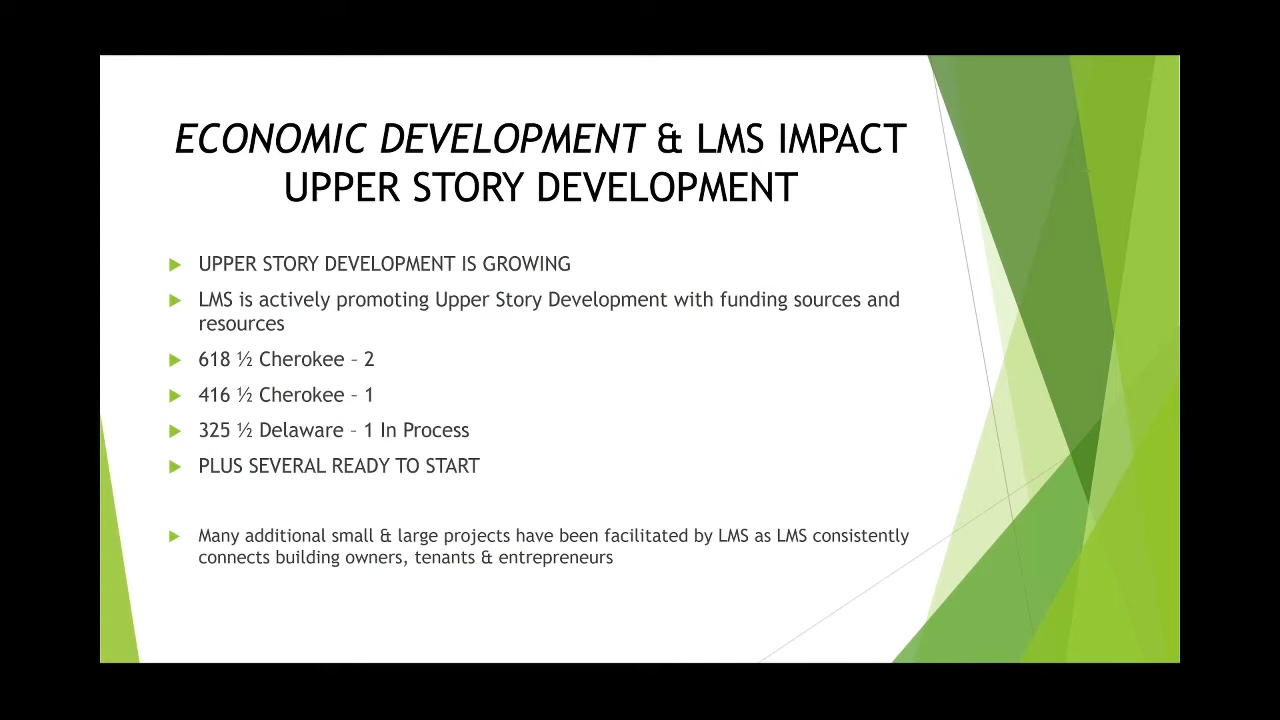 ECONOMIC DEVELOPMENT & LMS IMPACT
UPPER STORY DEVELOPMENT
UPPER STORY DEVELOPMENT IS GROWING
LMS is actively promoting Upper Story Development with funding sources and
resources
618 ½ Cherokee – 2
416 ½ Cherokee – 1
325 ½ Delaware – 1 In Process
PLUS SEVERAL READY TO START
Many additional small & large projects have been facilitated by LMS as LMS consistently
connects building owners, tenants & entrepreneurs